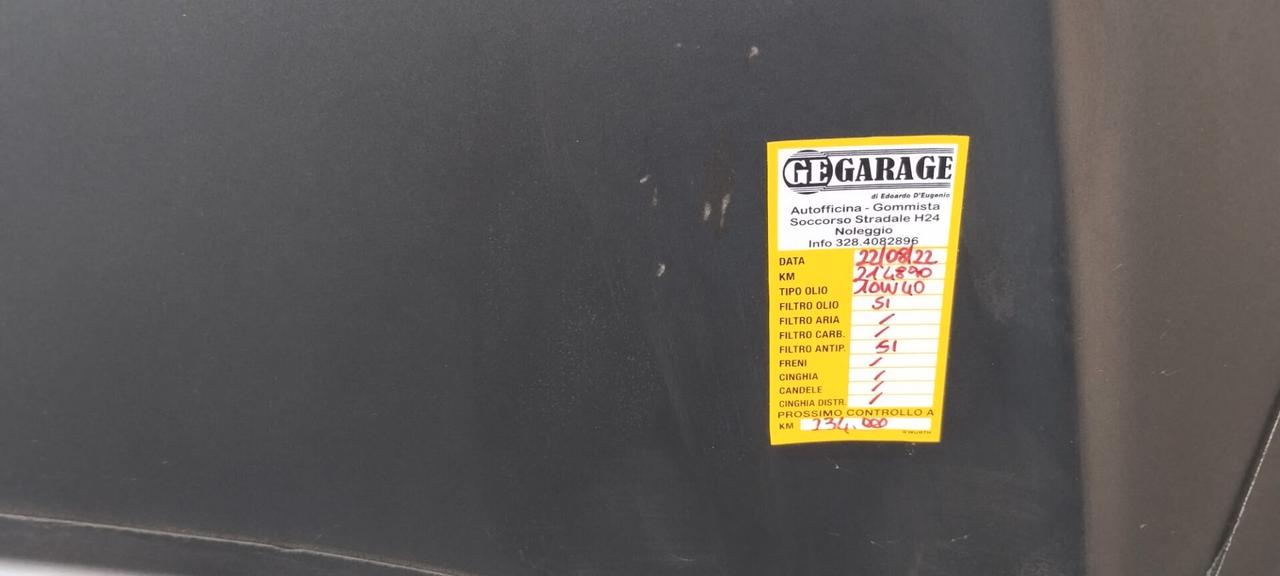 GE GARAGE
di Edoardo D'Eugenio
Autofficina - Gommista
Soccorso Stradale H24
Noleggio
Info 328.4082896
DATA 22/08/22
KM 214890
TIPO OLIO 10W40
FILTRO OLIO SI
FILTRO ARIA /
FILTRO CARB. /
FILTRO ANTIP. SI
FRENI /
CINGHIA /
CANDELE /
CINGHIA DISTR. /
PROSSIMO CONTROLLO A
KM 234.000
WÜRTH